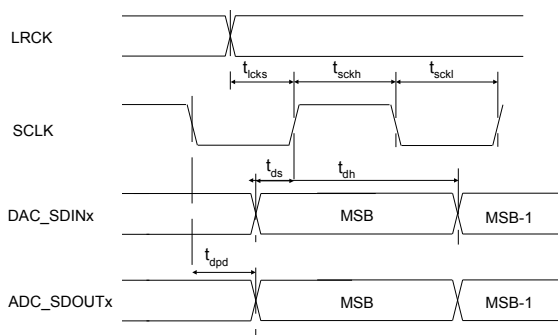 LRCK
t_lcks t_sckh t_sckl
SCLK
t_ds t_dh
DAC_SDINx MSB MSB-1
t_dpd
ADC_SDOUTx MSB MSB-1